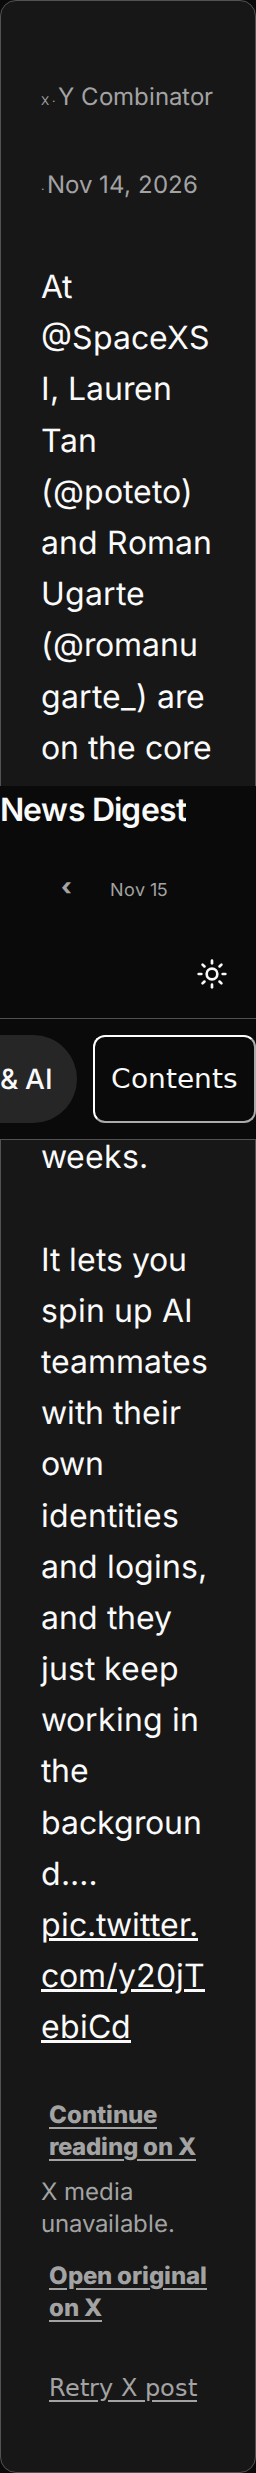 X · Y Combinator
· Nov 14, 2026
At
@SpaceXS
I, Lauren
Tan
(@poteto)
and Roman
Ugarte
(@romanu
garte_) are
on the core
News Digest
‹ Nov 15
& AI Contents
weeks.
It lets you
spin up AI
teammates
with their
own
identities
and logins,
and they
just keep
working in
the
backgroun
d....
pic.twitter.
com/y20jT
ebiCd
Continue
reading on X
X media
unavailable.
Open original
on X
Retry X post